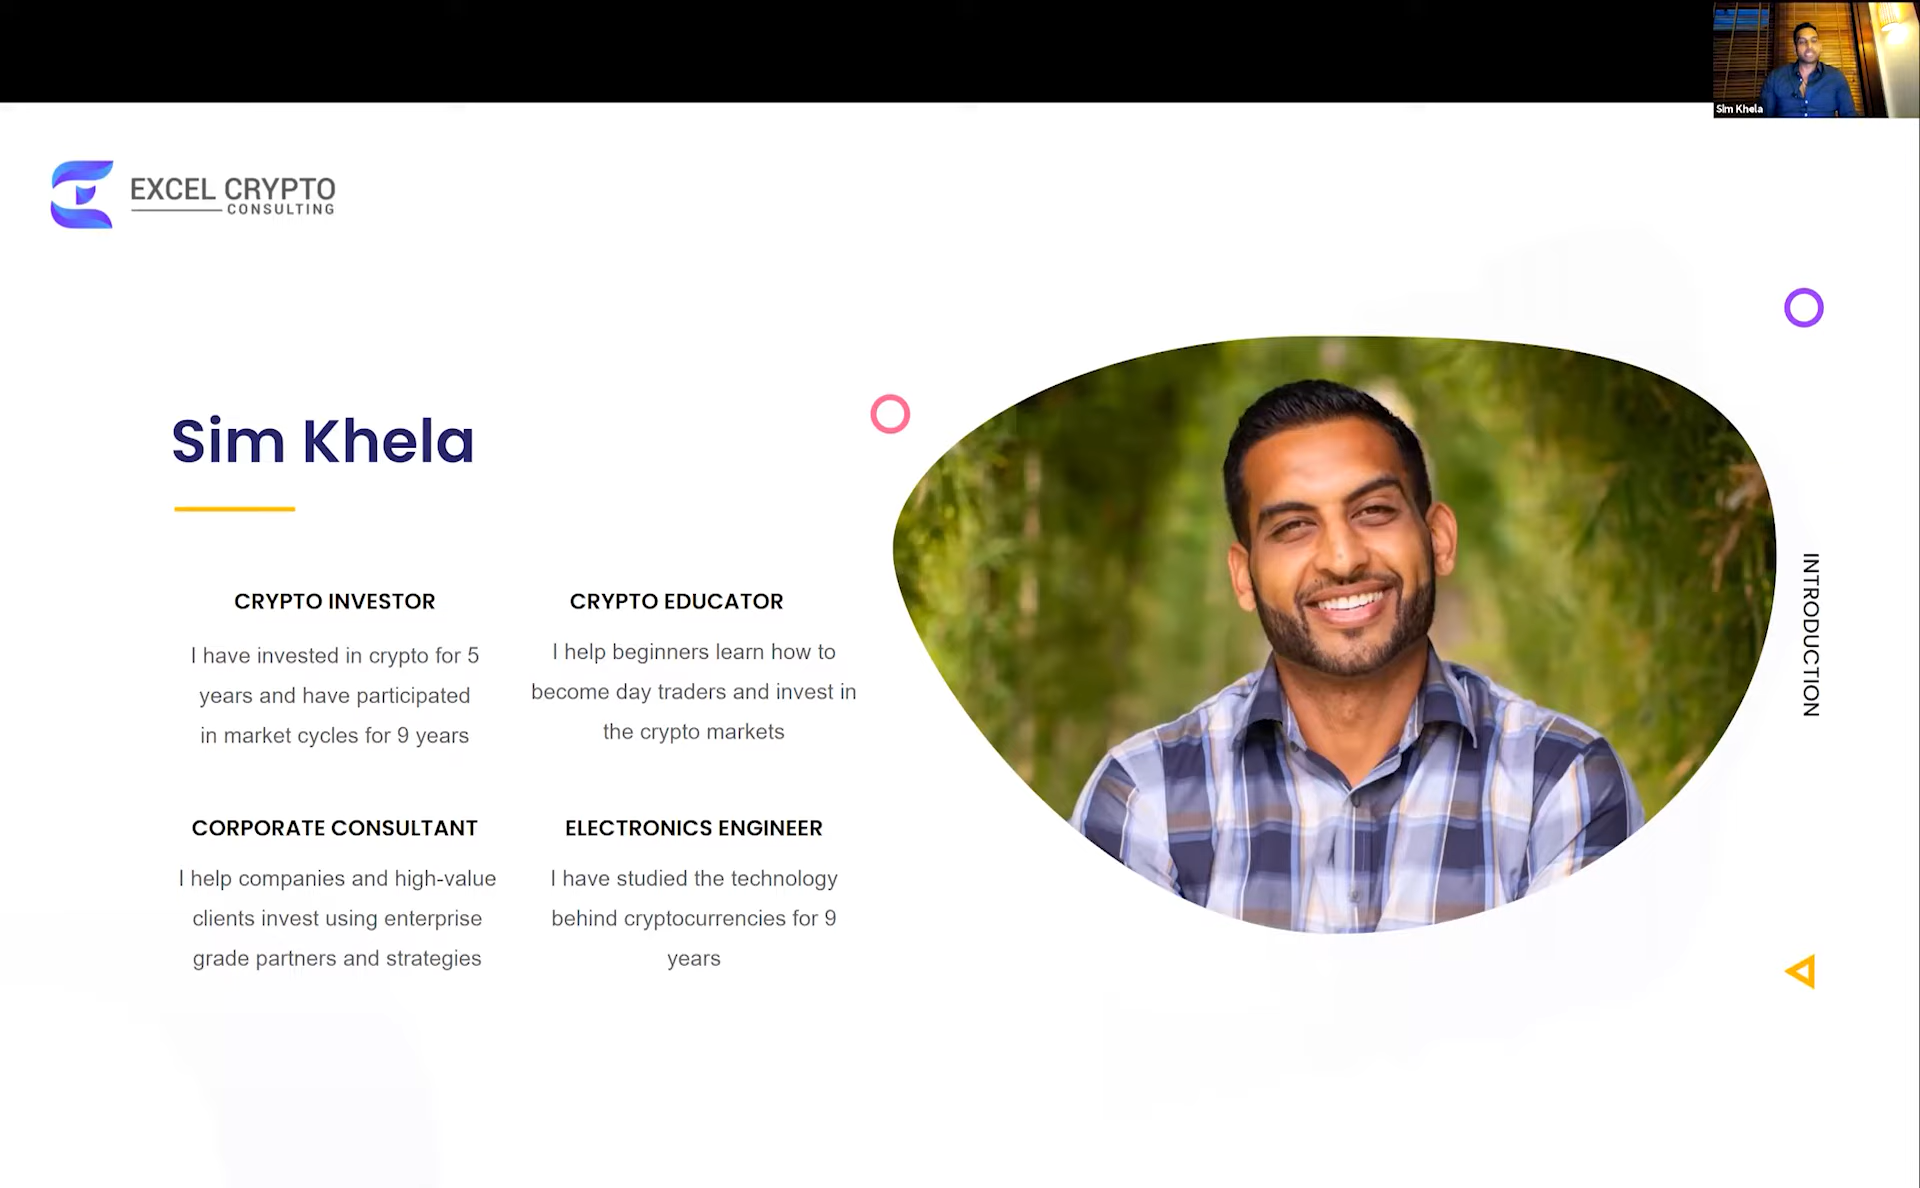 Sim Khela
EXCEL CRYPTO
CONSULTING
Sim Khela
CRYPTO INVESTOR
I have invested in crypto for 5
years and have participated
in market cycles for 9 years
CRYPTO EDUCATOR
I help beginners learn how to
become day traders and invest in
the crypto markets
CORPORATE CONSULTANT
I help companies and high-value
clients invest using enterprise
grade partners and strategies
ELECTRONICS ENGINEER
I have studied the technology
behind cryptocurrencies for 9
years
INTRODUCTION